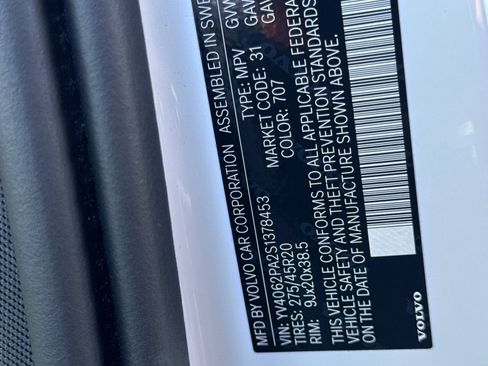 MFD BY VOLVO CAR CORPORATION ASSEMBLED IN SWE
VIN: YV4062PA2S1378453 TYPE: MPV
TIRES: 275/45R20 MARKET CODE: 31
RIM: 9Jx20x38.5 COLOR: 707
THIS VEHICLE CONFORMS TO ALL APPLICABLE FEDERA
VEHICLE SAFETY AND THEFT PREVENTION STANDARDS
ON THE DATE OF MANUFACTURE SHOWN ABOVE.
VOLVO